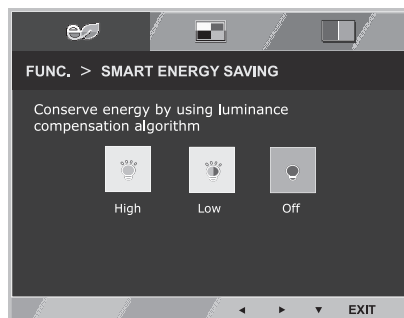 FUNC. > SMART ENERGY SAVING
Conserve energy by using luminance
compensation algorithm
High Low Off
EXIT